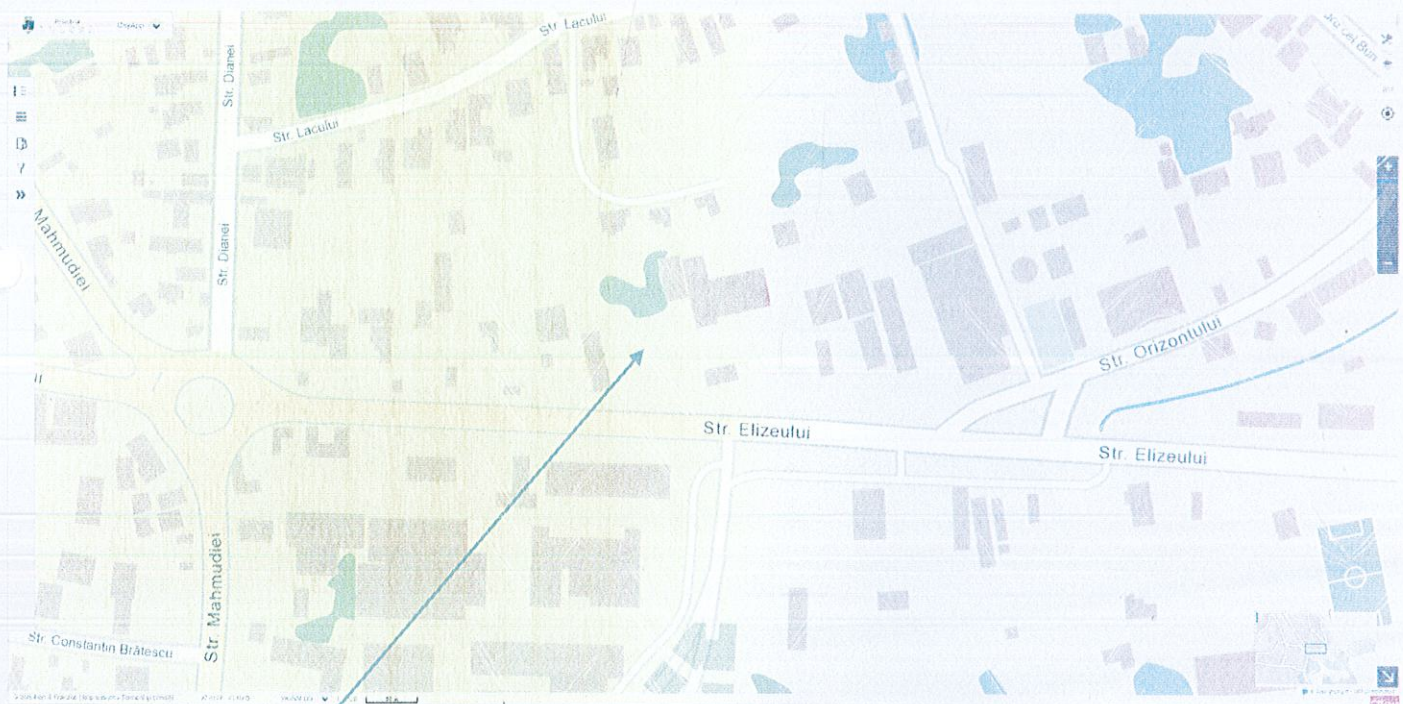 Str. Lacului
Str. Dianei
Str. Lacului
Mahmudiei
Str. Dianei
Str. Orizontului
Str. Elizeului
Str. Elizeului
Str. Mahmudiei
Str. Constantin Brătescu